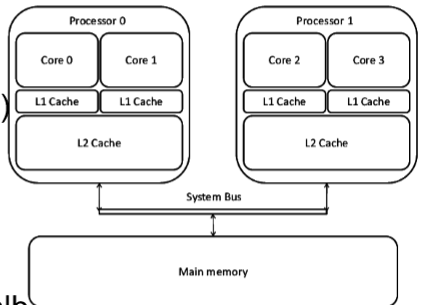 Processor 0
Processor 1
Core 0
Core 1
Core 2
Core 3
)
L1 Cache
L1 Cache
L1 Cache
L1 Cache
L2 Cache
L2 Cache
System Bus
Main memory